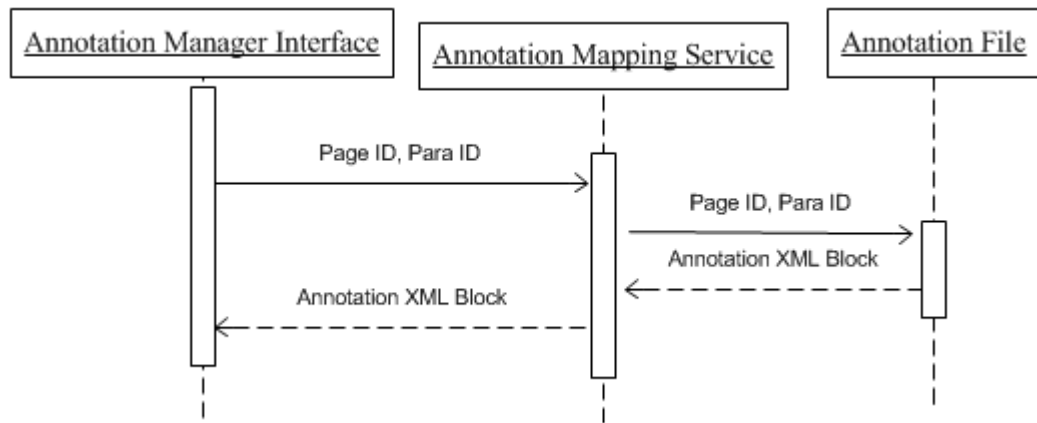 Annotation Manager Interface
Annotation Mapping Service
Annotation File
Page ID, Para ID
Page ID, Para ID
Annotation XML Block
Annotation XML Block